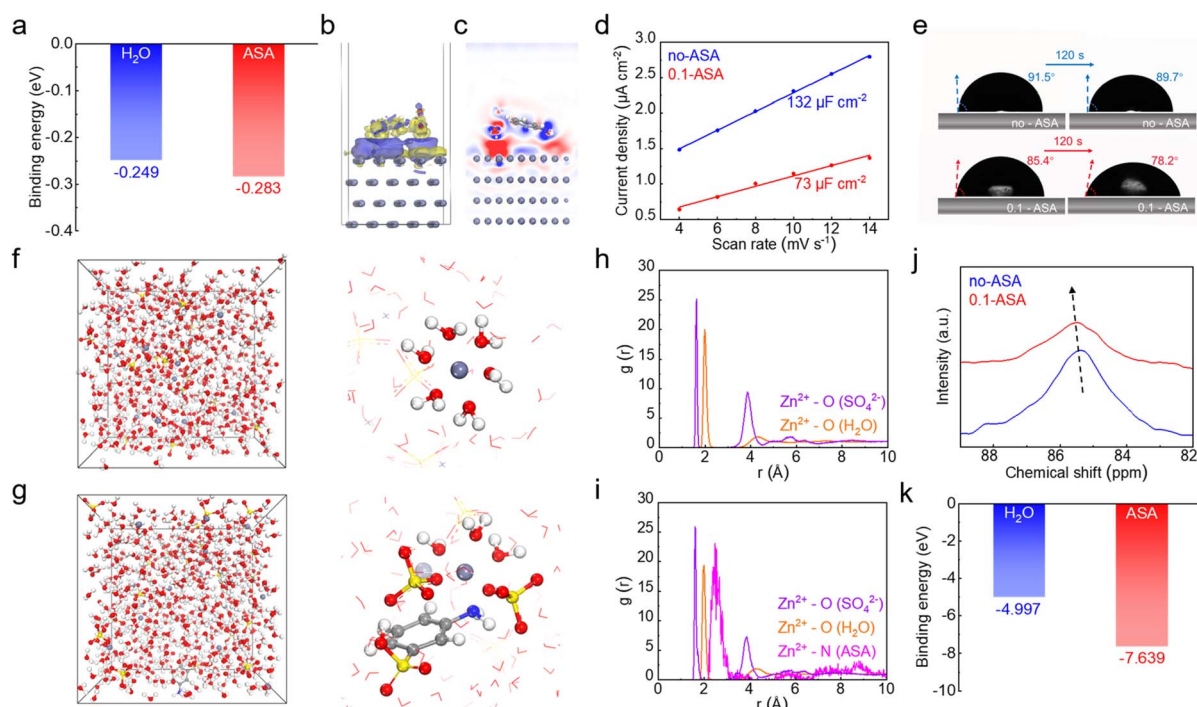 a
0.0
-0.1
-0.2
-0.3
-0.4
Binding energy (eV)
H2O
ASA
-0.249
-0.283
b
c
d
3.0
2.5
2.0
1.5
1.0
0.5
Current density (μA cm-2)
no-ASA
0.1-ASA
132 μF cm-2
73 μF cm-2
4 6 8 10 12 14
Scan rate (mV s-1)
e
120 s
91.5°
89.7°
no - ASA
no - ASA
120 s
85.4°
78.2°
0.1 - ASA
0.1 - ASA
f
g
h
30
25
20
15
10
5
0
g (r)
Zn2+ - O (SO42-)
Zn2+ - O (H2O)
0 2 4 6 8 10
r (Å)
i
30
25
20
15
10
5
0
g (r)
Zn2+ - O (SO42-)
Zn2+ - O (H2O)
Zn2+ - N (ASA)
0 2 4 6 8 10
r (Å)
j
no-ASA
0.1-ASA
Intensity (a.u.)
88 86 84 82
Chemical shift (ppm)
k
0
-2
-4
-6
-8
-10
Binding energy (eV)
H2O
ASA
-4.997
-7.639